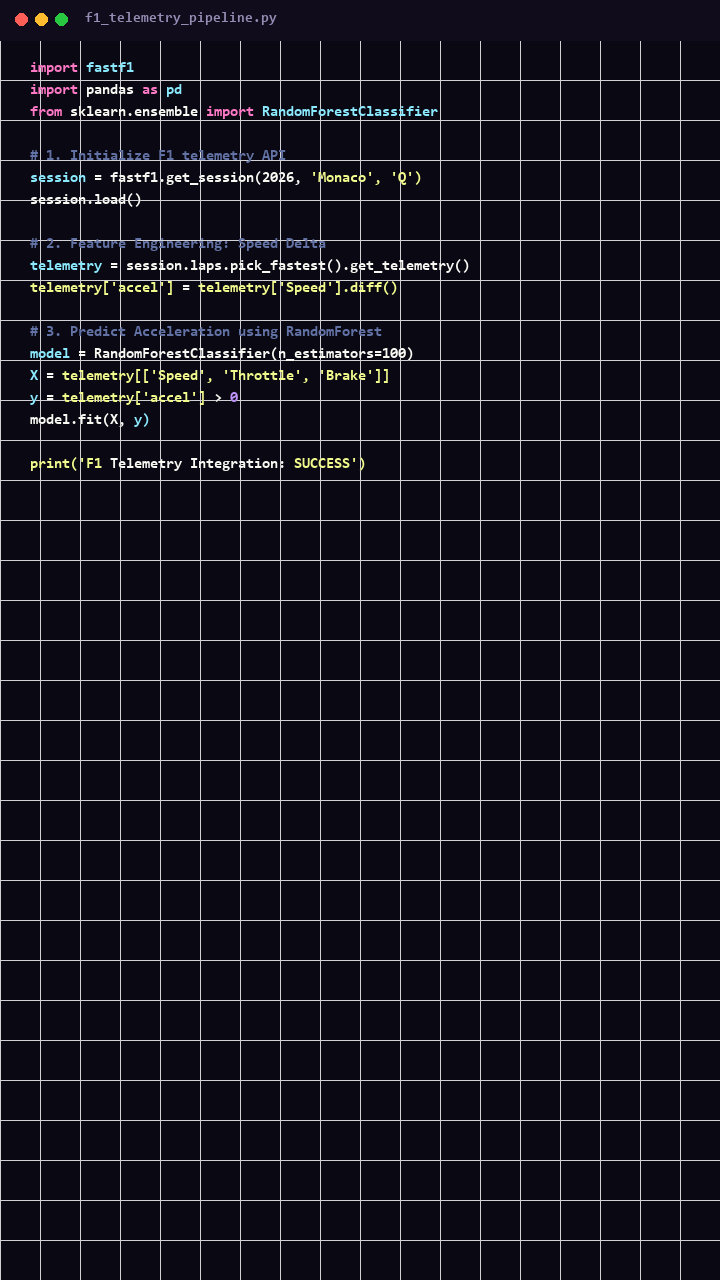 f1_telemetry_pipeline.py
import fastf1
import pandas as pd
from sklearn.ensemble import RandomForestClassifier
# 1. Initialize F1 telemetry API
session = fastf1.get_session(2026, 'Monaco', 'Q')
session.load()
# 2. Feature Engineering: Speed Delta
telemetry = session.laps.pick_fastest().get_telemetry()
telemetry['accel'] = telemetry['Speed'].diff()
# 3. Predict Acceleration using RandomForest
model = RandomForestClassifier(n_estimators=100)
X = telemetry[['Speed', 'Throttle', 'Brake']]
y = telemetry['accel'] > 0
model.fit(X, y)
print('F1 Telemetry Integration: SUCCESS')